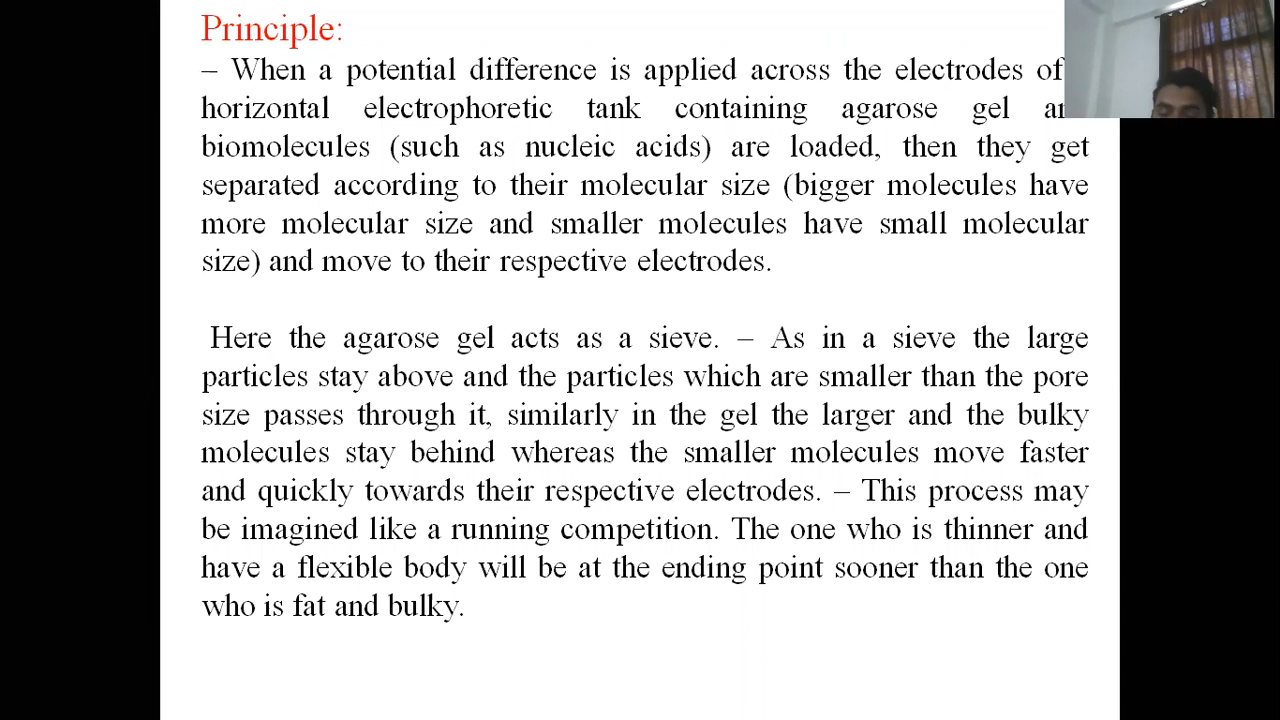 Principle:
– When a potential difference is applied across the electrodes of
horizontal electrophoretic tank containing agarose gel
biomolecules (such as nucleic acids) are loaded, then they get
separated according to their molecular size (bigger molecules have
more molecular size and smaller molecules have small molecular
size) and move to their respective electrodes.
Here the agarose gel acts as a sieve. – As in a sieve the large
particles stay above and the particles which are smaller than the pore
size passes through it, similarly in the gel the larger and the bulky
molecules stay behind whereas the smaller molecules move faster
and quickly towards their respective electrodes. – This process may
be imagined like a running competition. The one who is thinner and
have a flexible body will be at the ending point sooner than the one
who is fat and bulky.